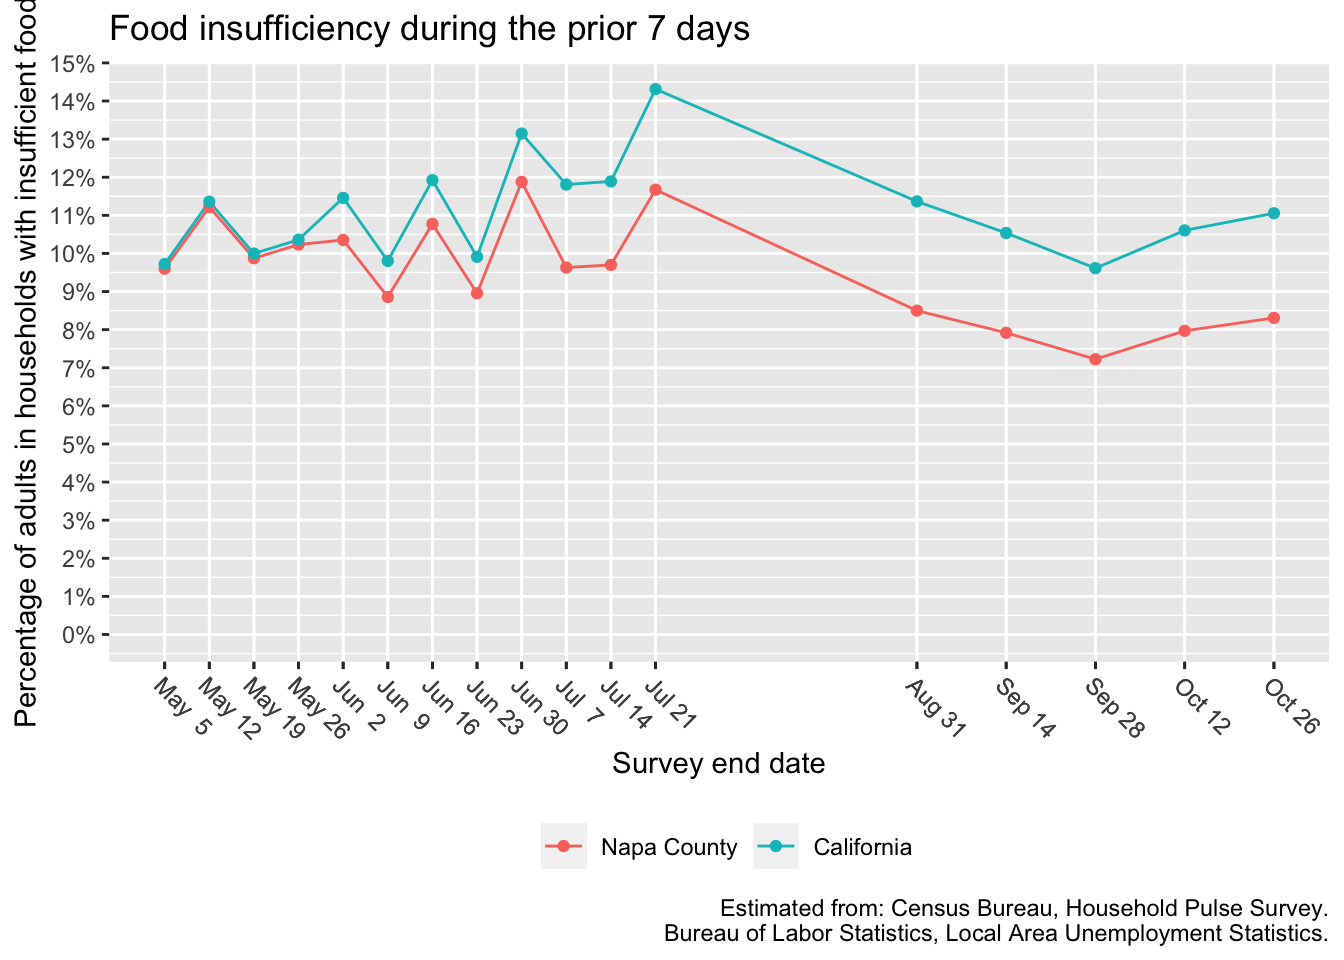 Food insufficiency during the prior 7 days
Percentage of adults in households with insufficient food
15%
14%
13%
12%
11%
10%
9%
8%
7%
6%
5%
4%
3%
2%
1%
0%
May 5
May 12
May 19
May 26
Jun 2
Jun 9
Jun 16
Jun 23
Jun 30
Jul 7
Jul 14
Jul 21
Aug 31
Sep 14
Sep 28
Oct 12
Oct 26
Survey end date
Napa County
California
Estimated from: Census Bureau, Household Pulse Survey.
Bureau of Labor Statistics, Local Area Unemployment Statistics.